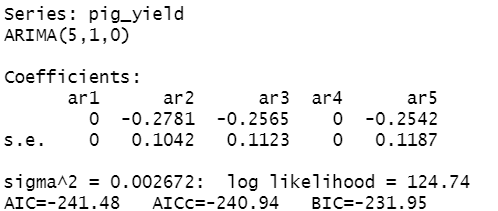 Series: pig_yield
ARIMA(5,1,0)
Coefficients:
ar1 ar2 ar3 ar4 ar5
0 -0.2781 -0.2565 0 -0.2542
s.e. 0 0.1042 0.1123 0 0.1187
sigma^2 = 0.002672: log likelihood = 124.74
AIC=-241.48 AICc=-240.94 BIC=-231.95